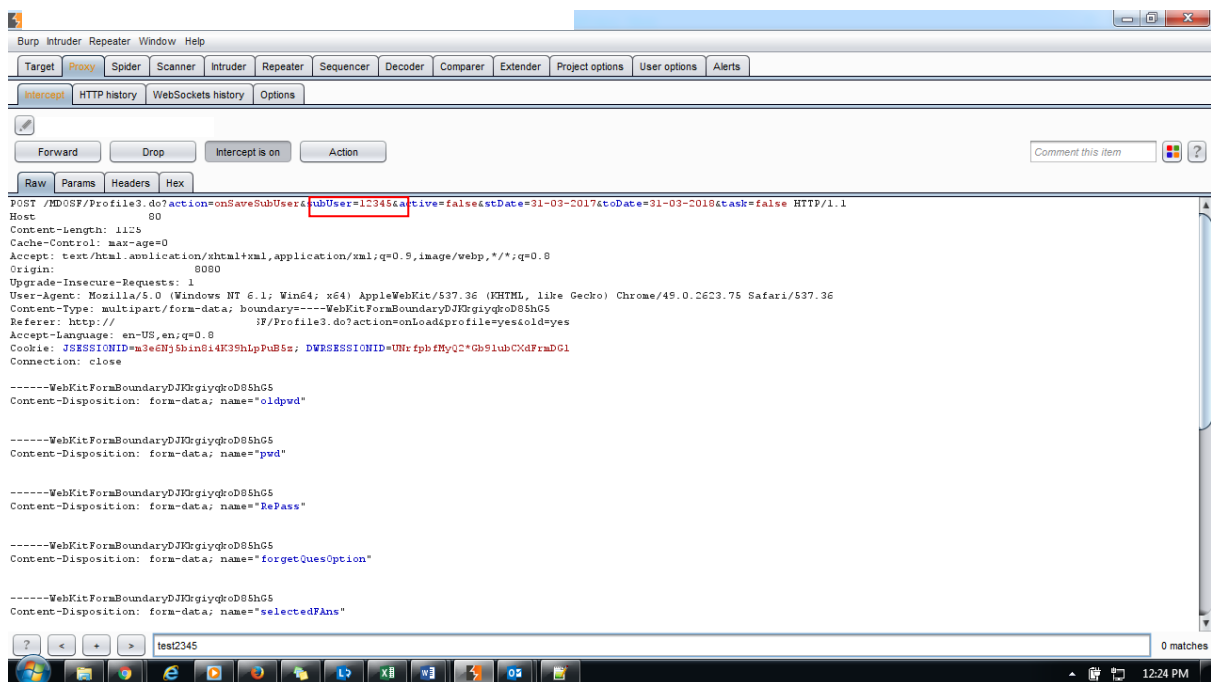 Burp Intruder Repeater Window Help
Target Proxy Spider Scanner Intruder Repeater Sequencer Decoder Comparer Extender Project options User options Alerts
Intercept HTTP history WebSockets history Options
Forward Drop Intercept is on Action Comment this item ?
Raw Params Headers Hex
POST /MDOSF/Profile3.do?action=onSaveSubUser&subUser=12345&active=false&stDate=31-03-2017&toDate=31-03-2018&task=false HTTP/1.1
Host 80
Content-Length: 1125
Cache-Control: max-age=0
Accept: text/html,application/xhtml+xml,application/xml;q=0.9,image/webp,*/*;q=0.8
Origin: 8080
Upgrade-Insecure-Requests: 1
User-Agent: Mozilla/5.0 (Windows NT 6.1; Win64; x64) AppleWebKit/537.36 (KHTML, like Gecko) Chrome/49.0.2623.75 Safari/537.36
Content-Type: multipart/form-data; boundary=----WebKitFormBoundaryDJKkrgiyqkoD85hG5
Referer: http:// SF/Profile3.do?action=onLoad&profile=yes&old=yes
Accept-Language: en-US,en;q=0.8
Cookie: JSESSIONID=m3e6Nj5bin8i4K39hLpPuB5z; DWRSESSIONID=UNrfpbfMyQ2*Gb9lubCXdFrmDGl
Connection: close
------WebKitFormBoundaryDJKkrgiyqkoD85hG5
Content-Disposition: form-data; name="oldpwd"
------WebKitFormBoundaryDJKkrgiyqkoD85hG5
Content-Disposition: form-data; name="pwd"
------WebKitFormBoundaryDJKkrgiyqkoD85hG5
Content-Disposition: form-data; name="RePass"
------WebKitFormBoundaryDJKkrgiyqkoD85hG5
Content-Disposition: form-data; name="forgetQuesOption"
------WebKitFormBoundaryDJKkrgiyqkoD85hG5
Content-Disposition: form-data; name="selectedFAns"
? < + > test2345 0 matches
12:24 PM